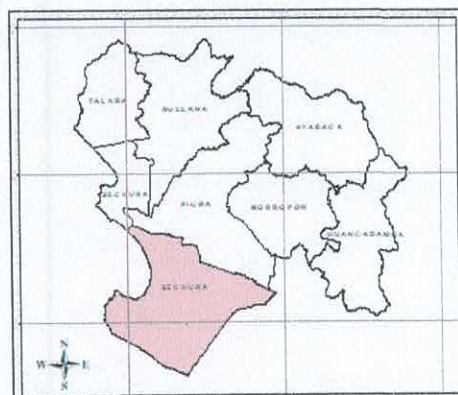 TALARA
SULLANA
AYABACA
SECHURA
PIURA
MORROPON
HUANCABAMBA
SECHURA
N
W E
S